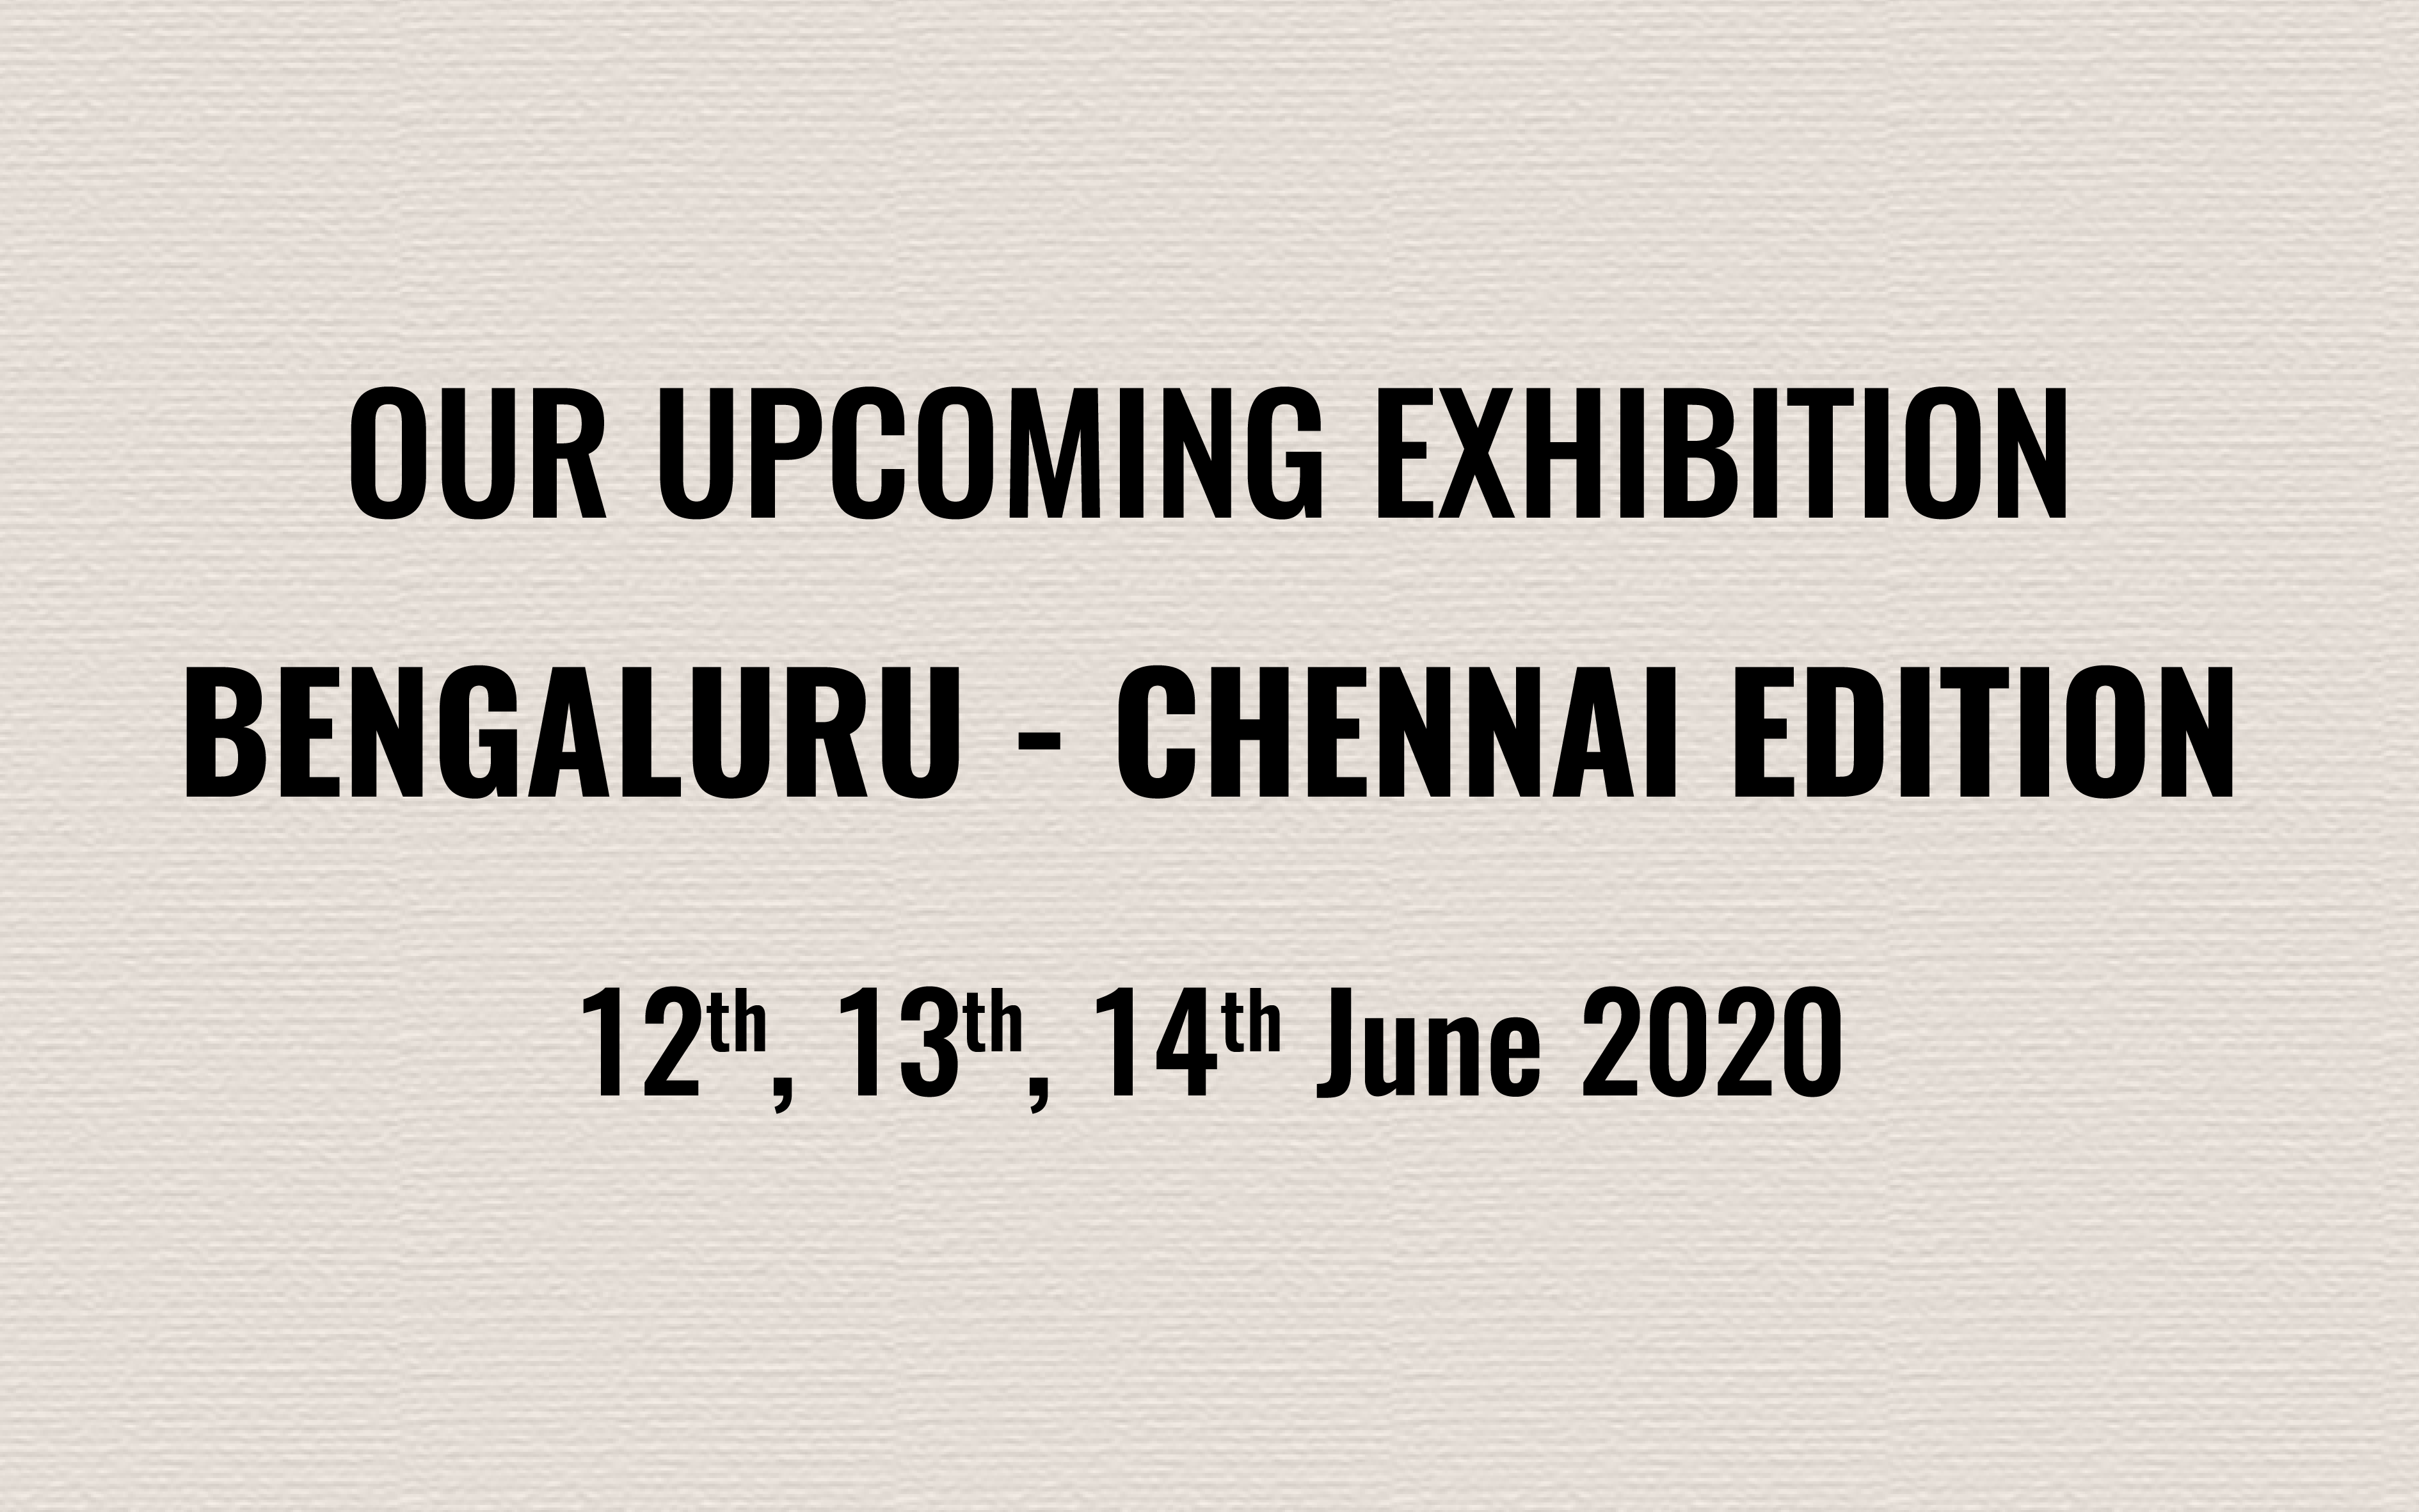 OUR UPCOMING EXHIBITION
BENGALURU - CHENNAI EDITION
12th, 13th, 14th June 2020